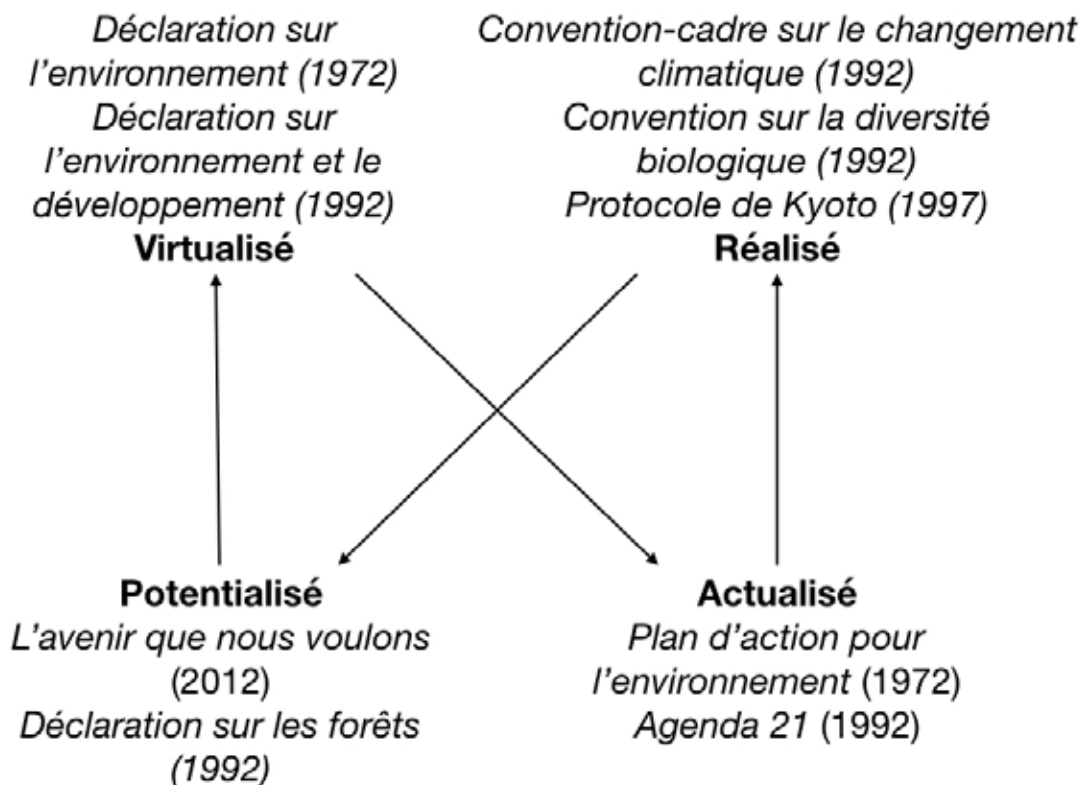 Déclaration sur
l'environnement (1972)
Déclaration sur
l'environnement et le
développement (1992)
Virtualisé
Convention-cadre sur le changement
climatique (1992)
Convention sur la diversité
biologique (1992)
Protocole de Kyoto (1997)
Réalisé
Potentialisé
L'avenir que nous voulons
(2012)
Déclaration sur les forêts
(1992)
Actualisé
Plan d'action pour
l'environnement (1972)
Agenda 21 (1992)